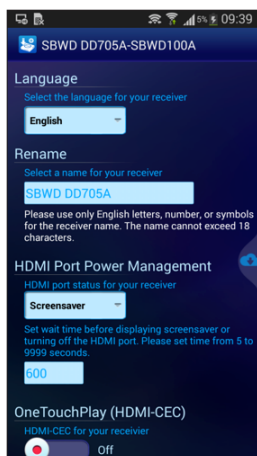 5% 09:39
SBWD DD705A-SBWD100A
Language
Select the language for your receiver
English
Rename
Select a name for your receiver
SBWD DD705A
Please use only English letters, number, or symbols
for the receiver name. The name cannot exceed 18
characters.
HDMI Port Power Management
HDMI port status for your receiver
Screensaver
Set wait time before displaying screensaver or
turning off the HDMI port. Please set time from 5 to
9999 seconds.
600
OneTouchPlay (HDMI-CEC)
HDMI-CEC for your receivier
Off